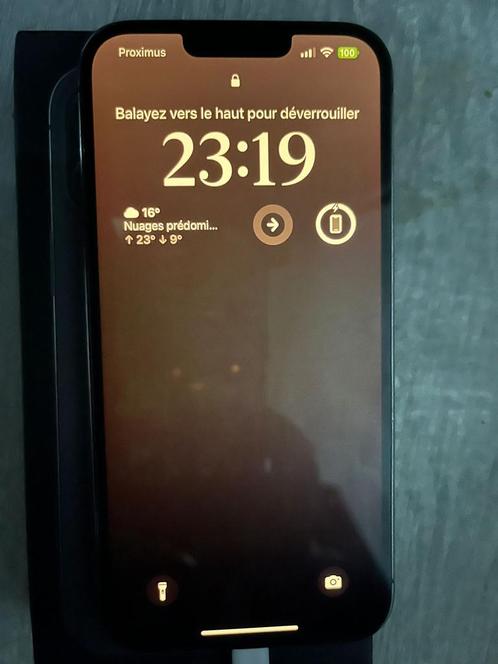 Proximus
100
Balayez vers le haut pour déverrouiller
23:19
16°
Nuages prédomi...
↑ 23° ↓ 9°